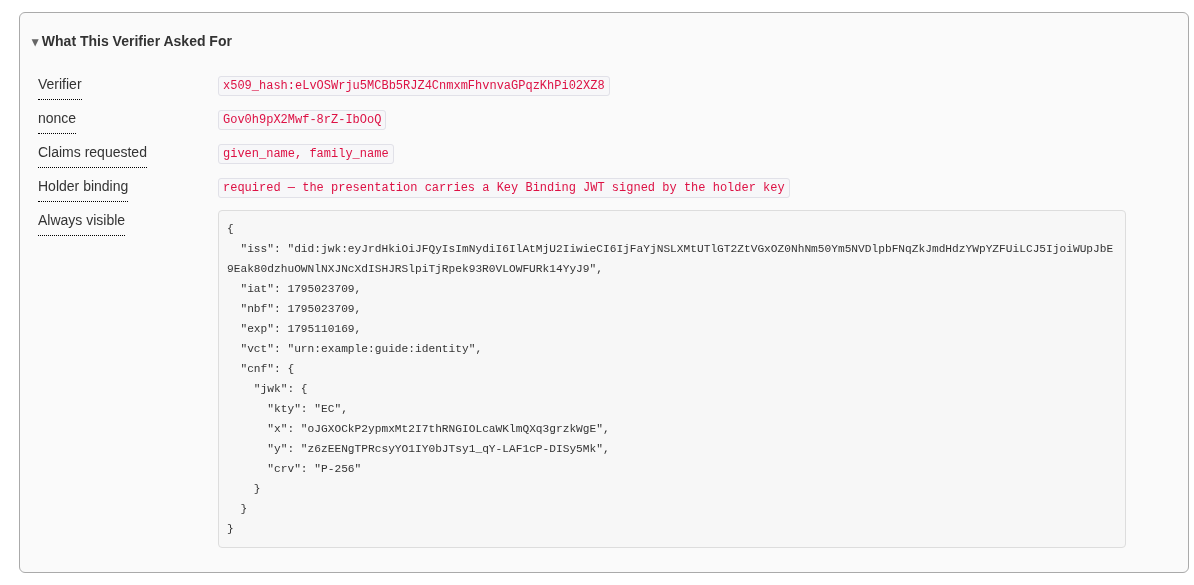 ▾ What This Verifier Asked For
Verifier
x509_hash:eLvOSWrju5MCBb5RJZ4CnmxmFhvnvaGPqzKhPi02XZ8
nonce
Gov0h9pX2Mwf-8rZ-IbOoQ
Claims requested
given_name, family_name
Holder binding
required — the presentation carries a Key Binding JWT signed by the holder key
Always visible
{
  "iss": "did:jwk:eyJrdHkiOiJFQyIsImNydiI6IlAtMjU2IiwieCI6IjFaYjNSLXMtUTlGT2ZtVGxOZ0NhNm50Ym5NVDlpbFNqZkJmdHdzYWpYZFUiLCJ5IjoiWUpJbE
9Eak80dzhuOWNlNXJNcXdISHJRSlpiTjRpek93R0VLOWFURk14YyJ9",
  "iat": 1795023709,
  "nbf": 1795023709,
  "exp": 1795110169,
  "vct": "urn:example:guide:identity",
  "cnf": {
    "jwk": {
      "kty": "EC",
      "x": "oJGXOCkP2ypmxMt2I7thRNGIOLcaWKlmQXq3grzkWgE",
      "y": "z6zEENgTPRcsyYO1IY0bJTsy1_qY-LAF1cP-DISy5Mk",
      "crv": "P-256"
    }
  }
}